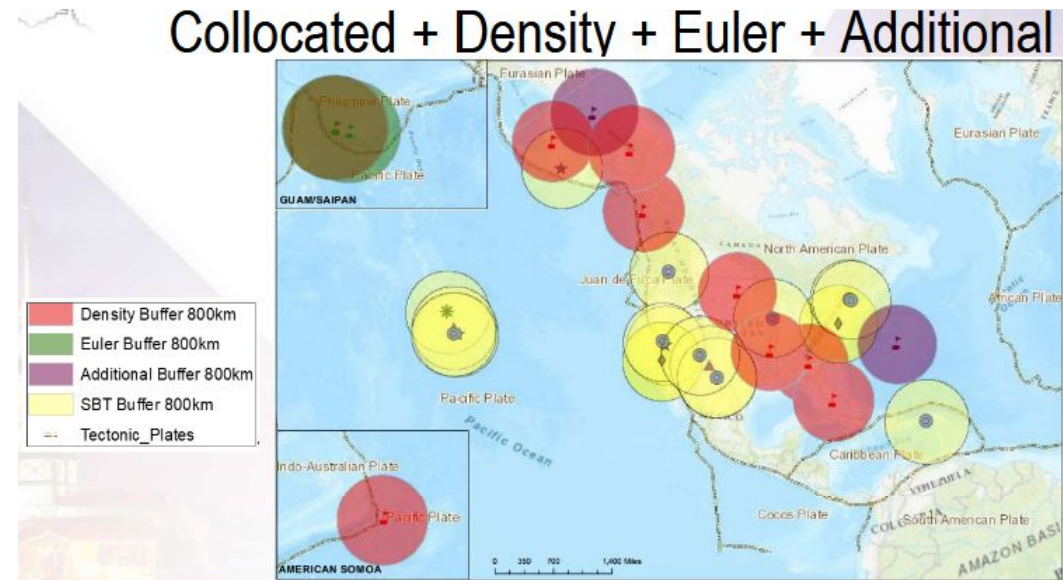 Collocated + Density + Euler + Additional
Eurasian Plate
Philippine Plate
Pacific Plate
GUAM/SAIPAN
Eurasian Plate
CANADA
North American Plate
Juan de Fuca Plate
African Plate
Density Buffer 800km
Euler Buffer 800km
Additional Buffer 800km
SBT Buffer 800km
Tectonic_Plates
Pacific Plate
Pacific Ocean
MEXICO
Caribbean Plate
VENEZUELA
Indo-Australian Plate
Pacific Plate
Cocos Plate
South American Plate
AMAZON BASI
AMERICAN SOMOA
0 350 700 1,400 Miles